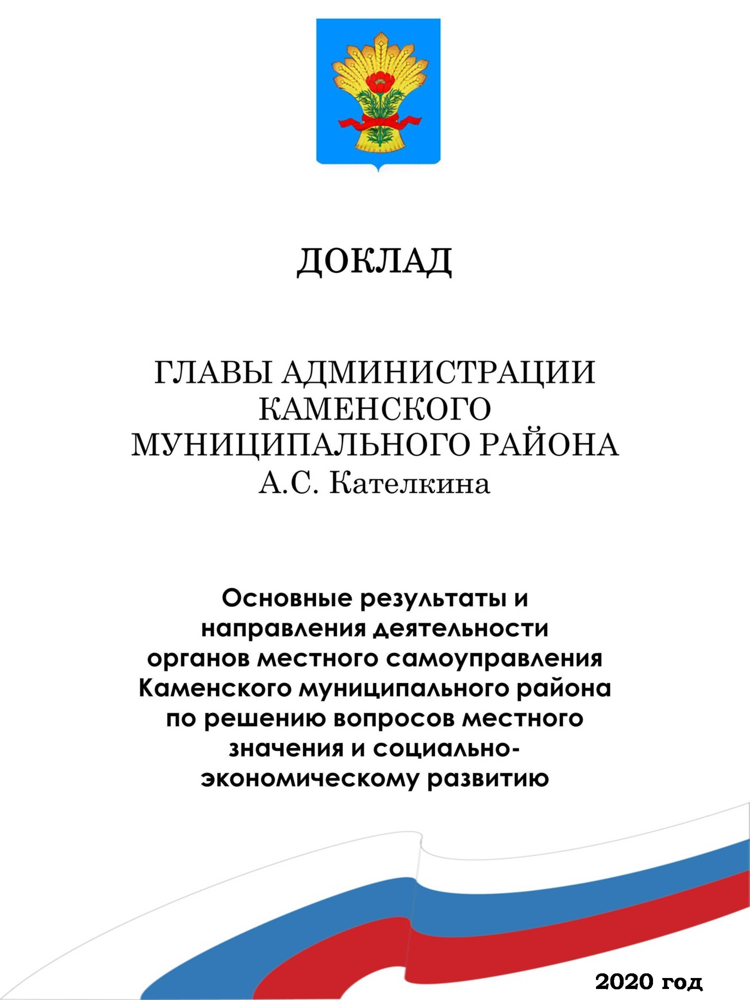 ДОКЛАД
ГЛАВЫ АДМИНИСТРАЦИИ
КАМЕНСКОГО
МУНИЦИПАЛЬНОГО РАЙОНА
А.С. Кателкина
Основные результаты и
направления деятельности
органов местного самоуправления
Каменского муниципального района
по решению вопросов местного
значения и социально-
экономическому развитию
2020 год